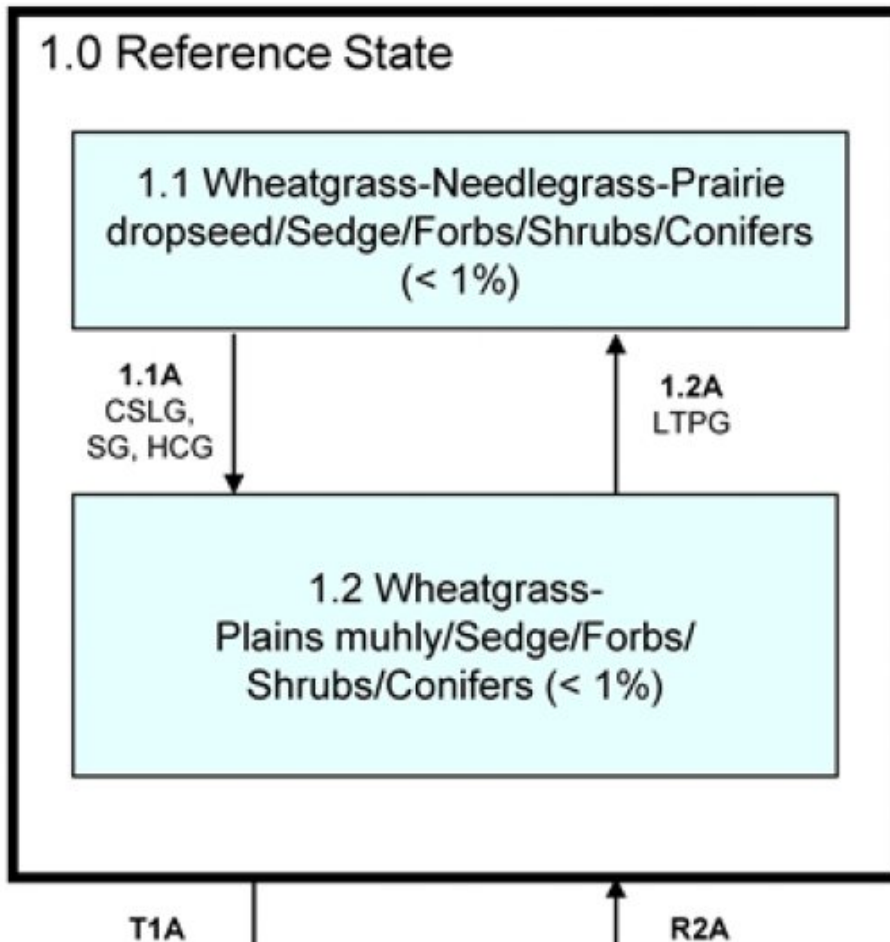 1.0 Reference State
1.1 Wheatgrass-Needlegrass-Prairie
dropseed/Sedge/Forbs/Shrubs/Conifers
(< 1%)
1.1A
CSLG,
SG, HCG
1.2A
LTPG
1.2 Wheatgrass-
Plains muhly/Sedge/Forbs/
Shrubs/Conifers (< 1%)
T1A
R2A